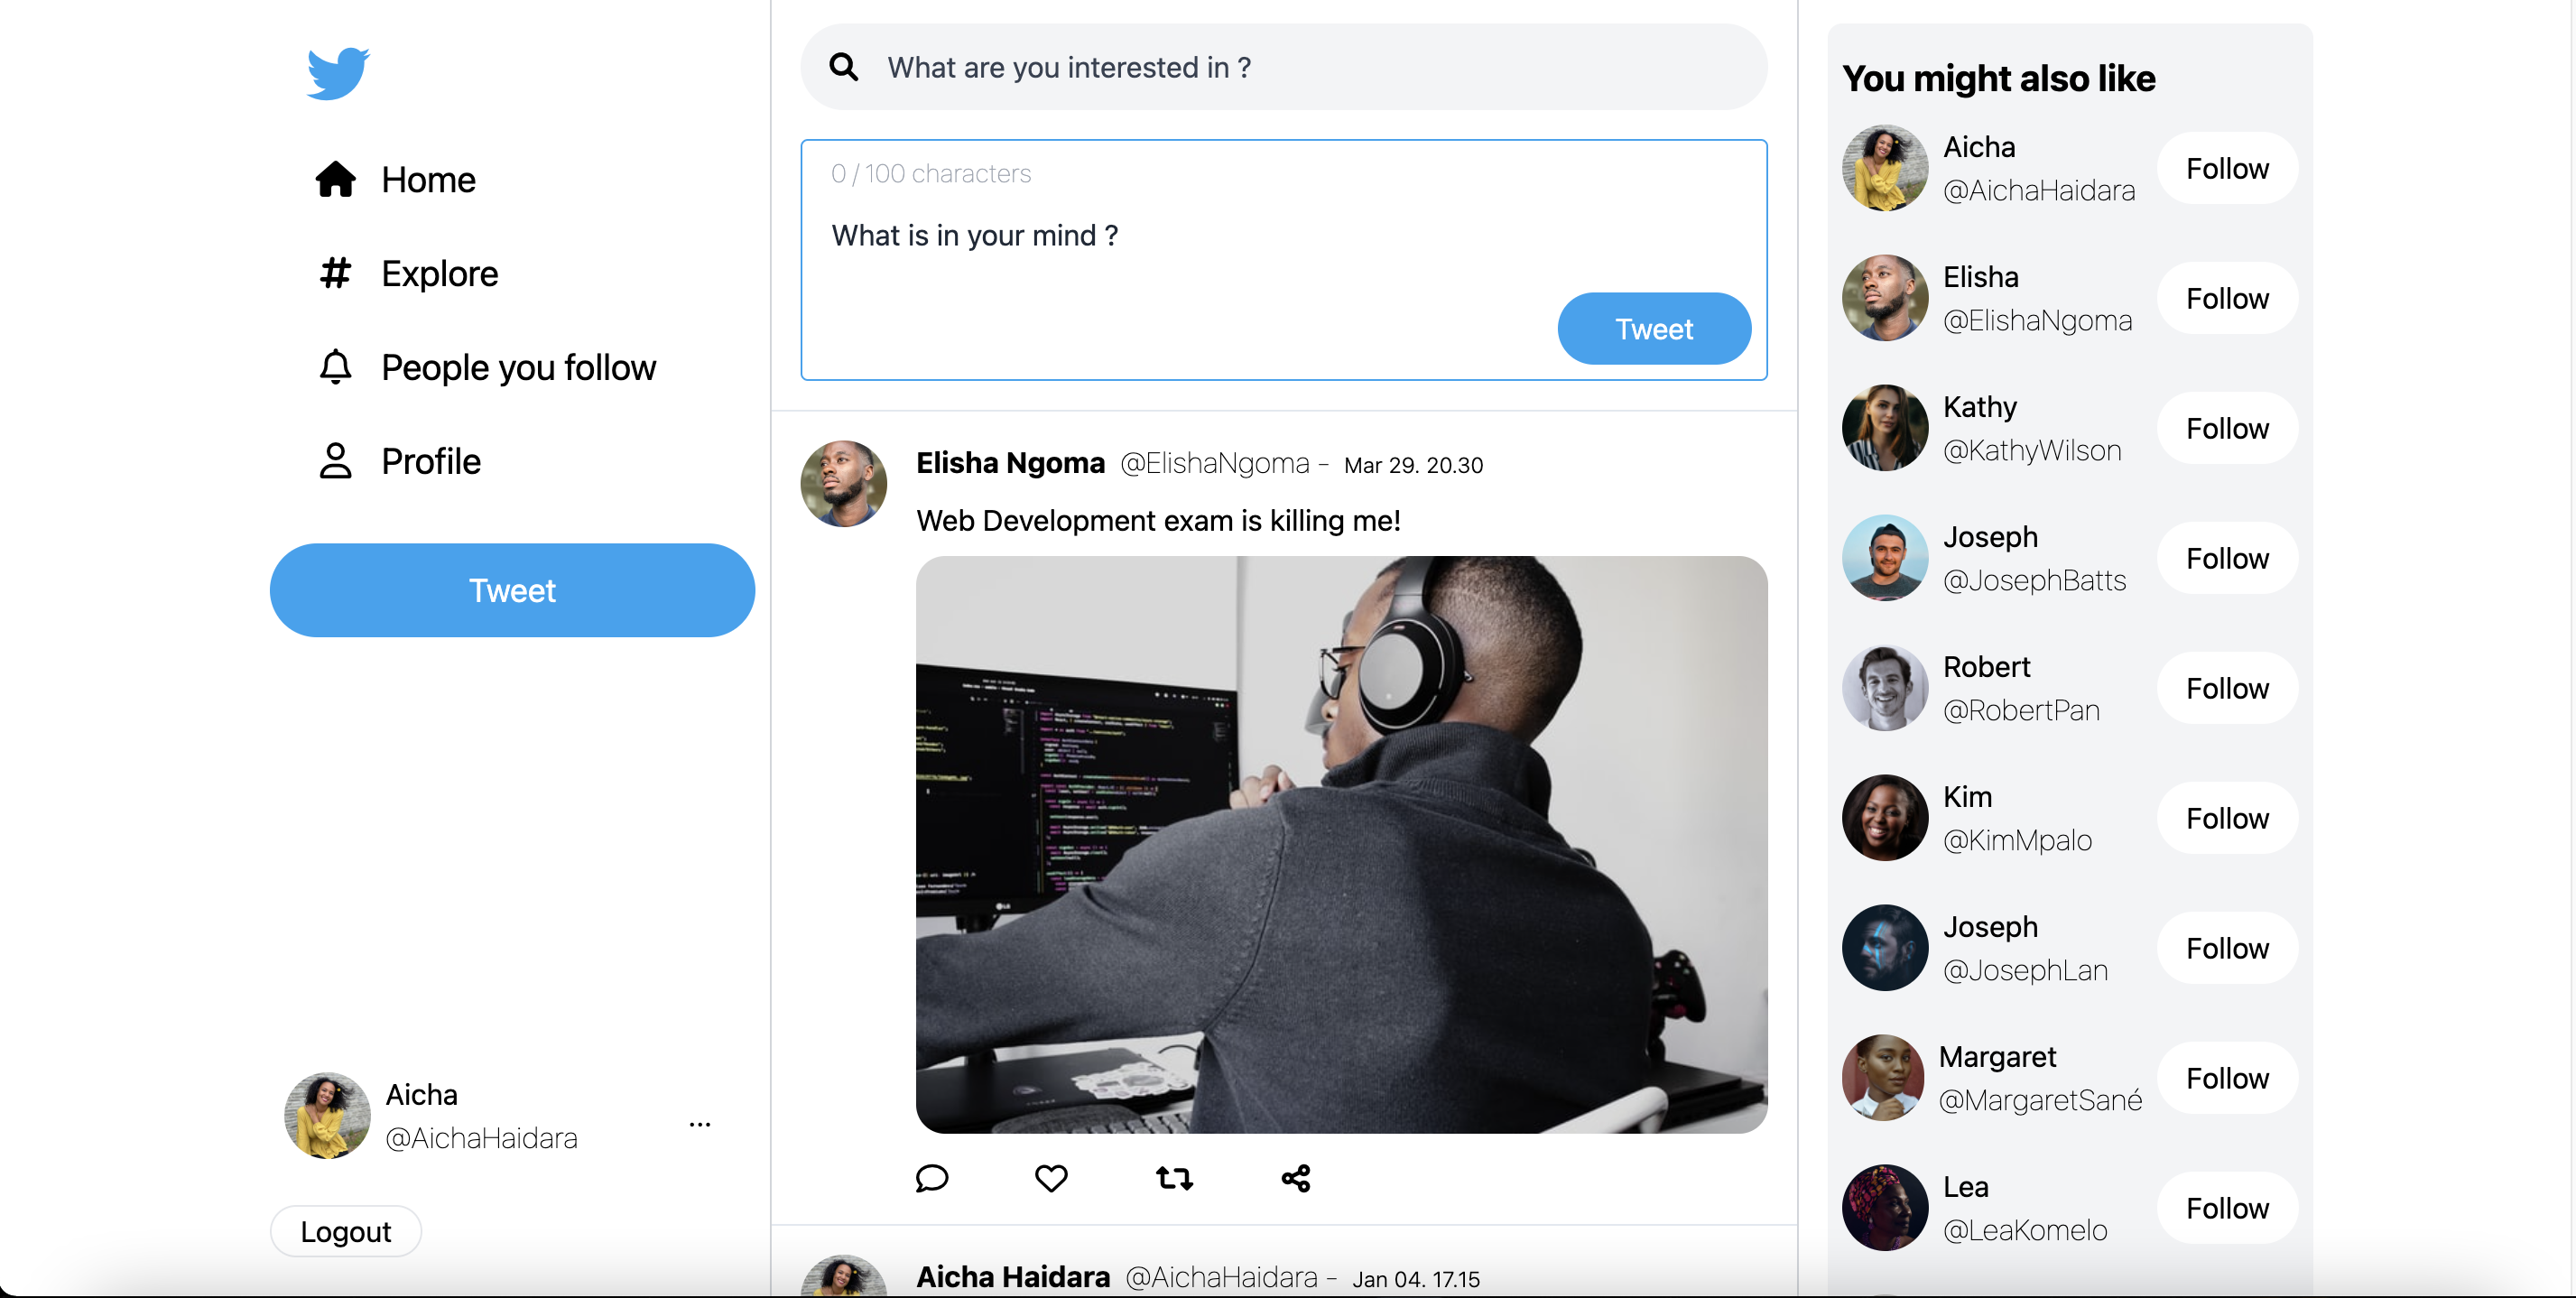 Home
Explore
People you follow
Profile
Tweet
Aicha
@AichaHaidara
...
Logout
What are you interested in ?
0 / 100 characters
What is in your mind ?
Tweet
Elisha Ngoma @ElishaNgoma - Mar 29. 20.30
Web Development exam is killing me!
Aicha Haidara @AichaHaidara - Jan 04. 17.15
You might also like
Aicha
@AichaHaidara
Follow
Elisha
@ElishaNgoma
Follow
Kathy
@KathyWilson
Follow
Joseph
@JosephBatts
Follow
Robert
@RobertPan
Follow
Kim
@KimMpalo
Follow
Joseph
@JosephLan
Follow
Margaret
@MargaretSané
Follow
Lea
@LeaKomelo
Follow